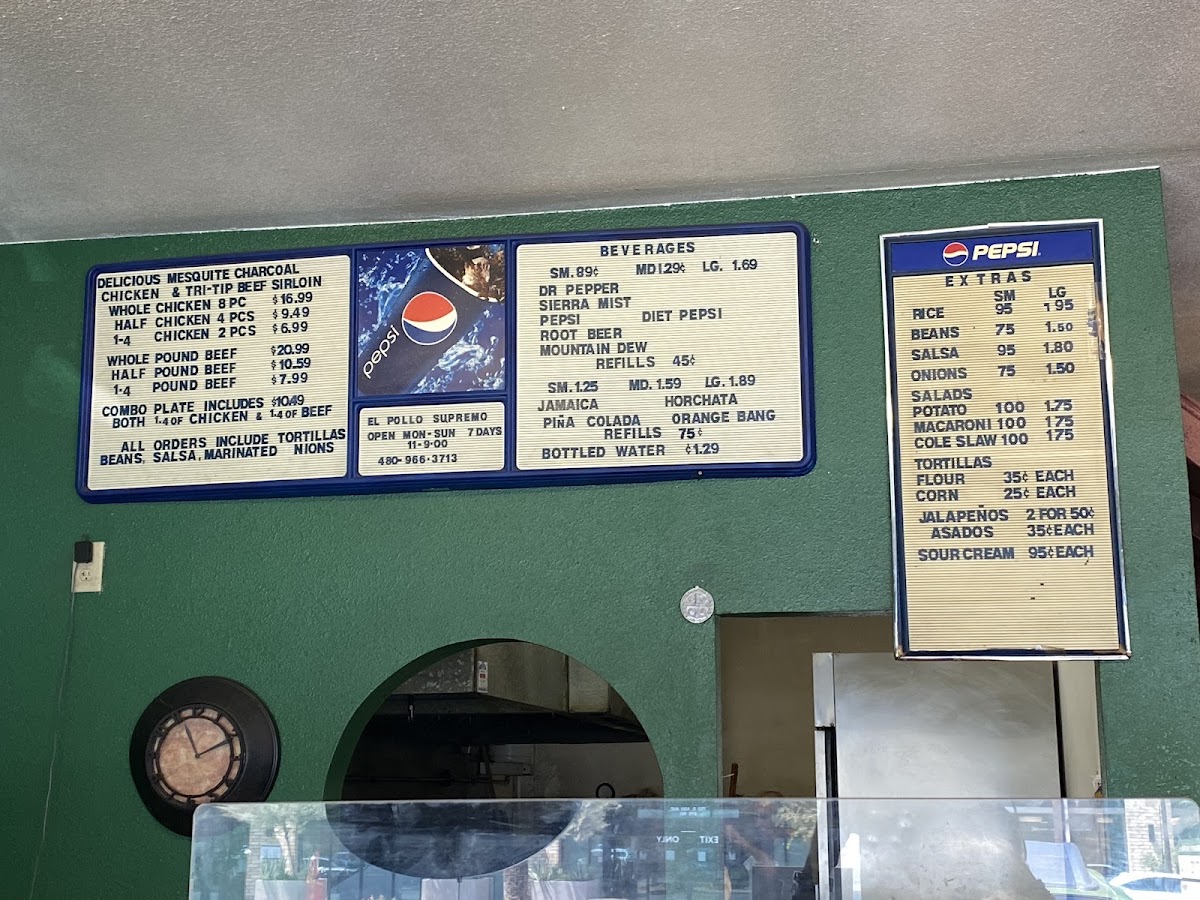 DELICIOUS MESQUITE CHARCOAL
CHICKEN & TRI-TIP BEEF SIRLOIN
WHOLE CHICKEN 8 PC $16.99
HALF CHICKEN 4 PCS $9.49
1-4 CHICKEN 2 PCS $6.99
WHOLE POUND BEEF $20.99
HALF POUND BEEF $10.59
1-4 POUND BEEF $7.99
COMBO PLATE INCLUDES $10.49
BOTH 1-4 OF CHICKEN & 1-4 OF BEEF
ALL ORDERS INCLUDE TORTILLAS
BEANS, SALSA, MARINATED NIONS
pepsi
EL POLLO SUPREMO
OPEN MON-SUN 7 DAYS
11-9:00
480-966-3713
BEVERAGES
SM. 89¢ MD 1 29¢ LG. 1.69
DR PEPPER
SIERRA MIST
PEPSI DIET PEPSI
ROOT BEER
MOUNTAIN DEW
REFILLS 45¢
SM. 1.25 MD. 1.59 LG. 1.89
JAMAICA HORCHATA
PIÑA COLADA ORANGE BANG
REFILLS 75¢
BOTTLED WATER ¢1.29
PEPSI
EXTRAS
SM LG
RICE 95 1 95
BEANS 75 1.50
SALSA 95 1.80
ONIONS 75 1.50
SALADS
POTATO 100 1.75
MACARONI 100 1 75
COLE SLAW 100 175
TORTILLAS
FLOUR 35¢ EACH
CORN 25¢ EACH
JALAPEÑOS 2 FOR 50¢
ASADOS 35¢ EACH
SOUR CREAM 95¢ EACH
EXIT ONLY